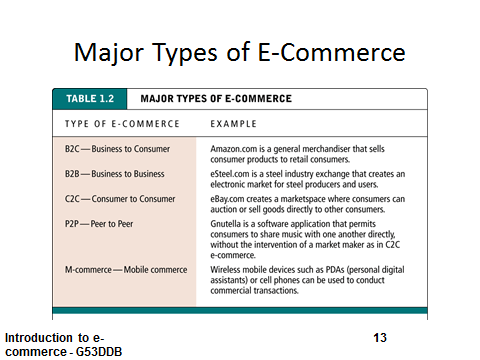 Major Types of E-Commerce
TABLE 1.2 MAJOR TYPES OF E-COMMERCE
TYPE OF E-COMMERCE EXAMPLE
B2C—Business to Consumer Amazon.com is a general merchandiser that sells
consumer products to retail consumers.
B2B—Business to Business eSteel.com is a steel industry exchange that creates an
electronic market for steel producers and users.
C2C—Consumer to Consumer eBay.com creates a marketspace where consumers can
auction or sell goods directly to other consumers.
P2P—Peer to Peer Gnutella is a software application that permits
consumers to share music with one another directly,
without the intervention of a market maker as in C2C
e-commerce.
M-commerce—Mobile commerce Wireless mobile devices such as PDAs (personal digital
assistants) or cell phones can be used to conduct
commercial transactions.
Introduction to e-
commerce - G53DDB
13